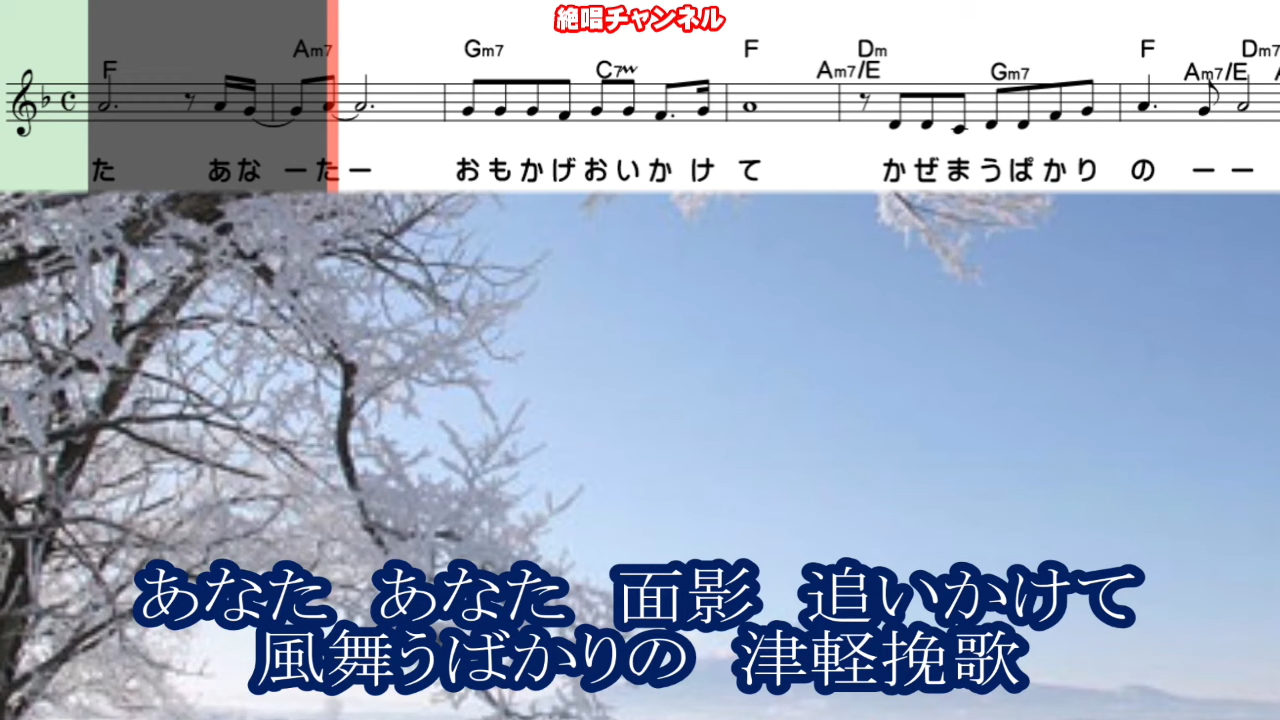 絶唱チャンネル
F Am7 Gm7 C7 F Dm Am7/E Gm7 F Am7/E Dm7
た あなーたー おもかげおいかけて かぜまうぱかりの ーー
あなた あなた 面影 追いかけて
風舞うばかりの 津軽挽歌